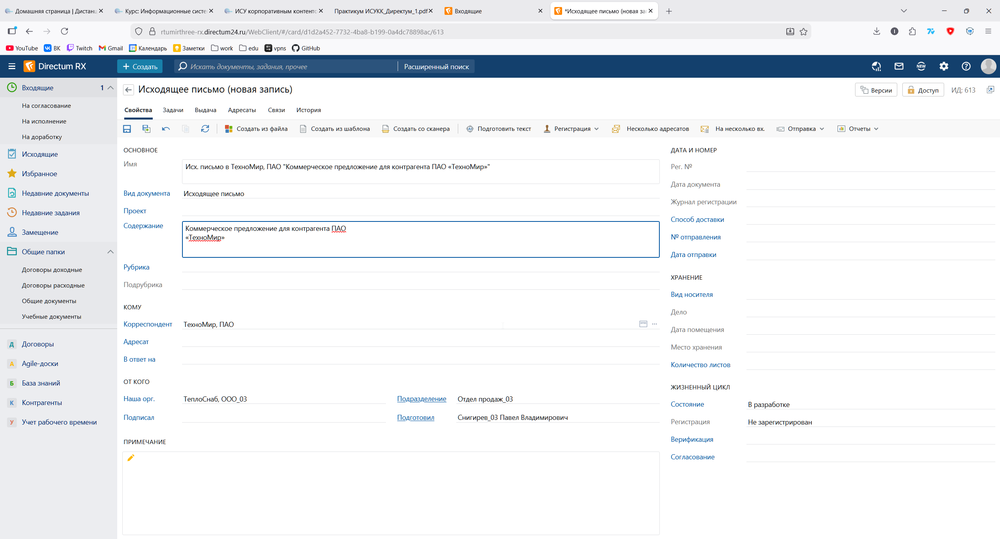 Домашняя страница | Дистанц
Курс: Информационные систе
ИСУ корпоративным контенто
Практикум ИСУКК_Директум_1.pdf
Входящие
*Исходящее письмо (новая за
rtumirthree-rx.directum24.ru/WebClient/#/card/d1d2a452-7732-4ba8-b199-0a4dc78898ac/613
YouTube
ВК
Twitch
Gmail
31
Календарь
Заметки
work
edu
vpns
GitHub
Directum RX
Создать
Искать документы, задания, прочее
Расширенный поиск
NEW
Входящие 1
На согласование
На исполнение
На доработку
Исходящие
Избранное
Недавние документы
Недавние задания
Замещение
Общие папки
Договоры доходные
Договоры расходные
Общие документы
Учебные документы
Д Договоры
А Agile-доски
Б База знаний
К Контрагенты
У Учет рабочего времени
Исходящее письмо (новая запись)
Версии
Доступ
ИД: 613
Свойства
Задачи
Выдача
Адресаты
Связи
История
Создать из файла
Создать из шаблона
Создать со сканера
Подготовить текст
Регистрация
Несколько адресатов
На несколько вх.
Отправка
Отчеты
ОСНОВНОЕ
Имя
Исх. письмо в ТехноМир, ПАО "Коммерческое предложение для контрагента ПАО «ТехноМир»"
Вид документа
Исходящее письмо
Проект
Содержание
Коммерческое предложение для контрагента ПАО
«ТехноМир»
Рубрика
Подрубрика
КОМУ
Корреспондент
ТехноМир, ПАО
Адресат
В ответ на
ОТ КОГО
Наша орг.
ТеплоСнаб, ООО_03
Подразделение
Отдел продаж_03
Подписал
Подготовил
Снигирев_03 Павел Владимирович
ПРИМЕЧАНИЕ
ДАТА И НОМЕР
Рег. №
Дата документа
Журнал регистрации
Способ доставки
№ отправления
Дата отправки
ХРАНЕНИЕ
Вид носителя
Дело
Дата помещения
Место хранения
Количество листов
ЖИЗНЕННЫЙ ЦИКЛ
Состояние
В разработке
Регистрация
Не зарегистрирован
Верификация
Согласование